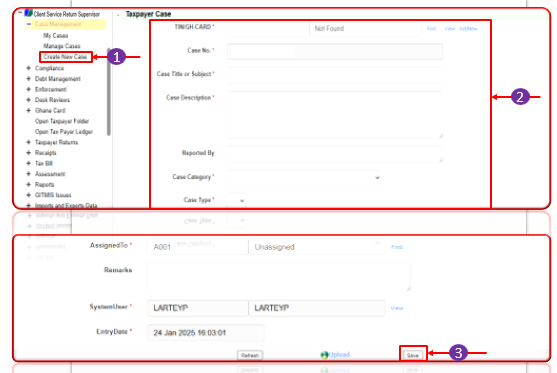 Client Service Return Supervisor
Case Management
My Cases
Manage Cases
Create New Case
Compliance
Debt Management
Enforcement
Desk Reviews
Ghana Card
Open Taxpayer Folder
Open Tax Payer Ledger
Taxpayer Returns
Receipts
Tax Bill
Assessment
Reports
GITMIS Issues
Imports and Exports Data
1
Taxpayer Case
TIN/GH-CARD * Not Found Find View AddNew
Case No. *
Case Title or Subject *
Case Description *
Reported By
Case Category *
Case Type *
2
AssignedTo * A001 Unassigned Find
Remarks
SystemUser * LARTEYP LARTEYP View
EntryDate * 24 Jan 2025 16:03:01
Refresh Upload Save
3